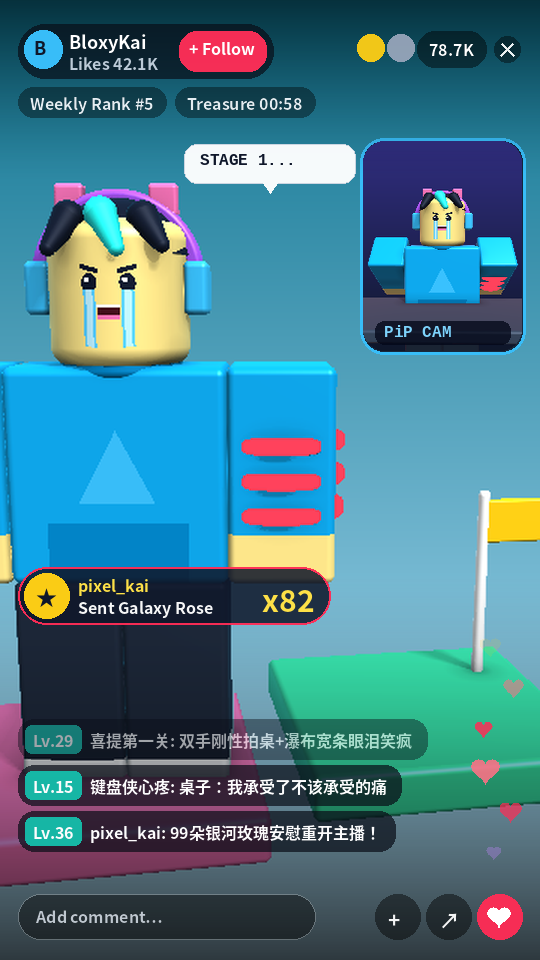 B
BloxyKai
Likes 42.1K
+ Follow
78.7K
Weekly Rank #5
Treasure 00:58
STAGE 1...
PiP CAM
pixel_kai
Sent Galaxy Rose
x82
Lv.29 喜提第一关: 双手刚性拍桌+瀑布宽条眼泪笑疯
Lv.15 键盘侠心疼: 桌子：我承受了不该承受的痛
Lv.36 pixel_kai: 99朵银河玫瑰安慰重开主播！
Add comment...